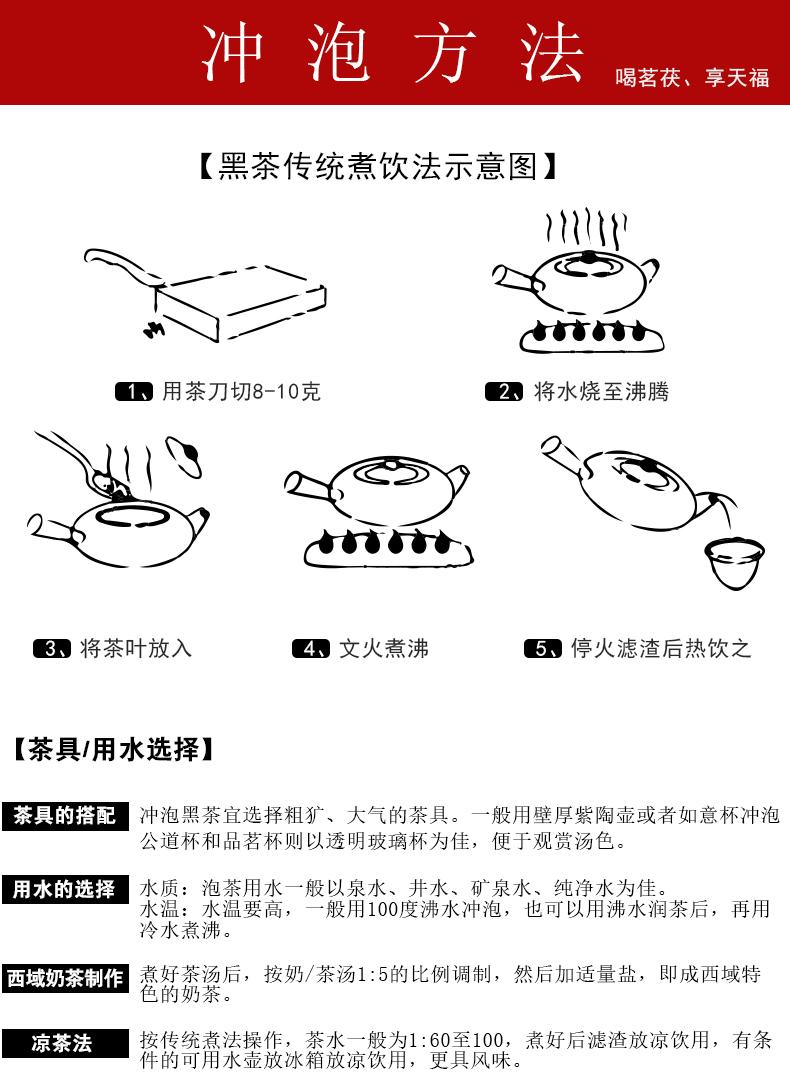 冲泡方法
喝茗茯、享天福
【黑茶传统煮饮法示意图】
1、用茶刀切8-10克
2、将水烧至沸腾
3、将茶叶放入
4、文火煮沸
5、停火滤渣后热饮之
【茶具/用水选择】
茶具的搭配
冲泡黑茶宜选择粗犷、大气的茶具。一般用壁厚紫陶壶或者如意杯冲泡
公道杯和品茗杯则以透明玻璃杯为佳，便于观赏汤色。
用水的选择
水质：泡茶用水一般以泉水、井水、矿泉水、纯净水为佳。
水温：水温要高，一般用100度沸水冲泡，也可以用沸水润茶后，再用
冷水煮沸。
西域奶茶制作
煮好茶汤后，按奶/茶汤1:5的比例调制，然后加适量盐，即成西域特
色的奶茶。
凉茶法
按传统煮法操作，茶水一般为1:60至100，煮好后滤渣放凉饮用，有条
件的可用水壶放冰箱放凉饮用，更具风味。